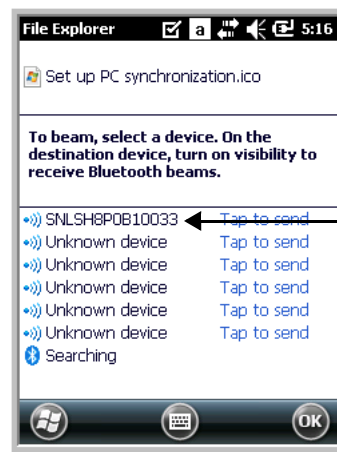 File Explorer a 5:16
Set up PC synchronization.ico
To beam, select a device. On the
destination device, turn on visibility to
receive Bluetooth beams.
SNLSH8P0B10033 Tap to send
Unknown device Tap to send
Unknown device Tap to send
Unknown device Tap to send
Unknown device Tap to send
Unknown device Tap to send
Searching
OK